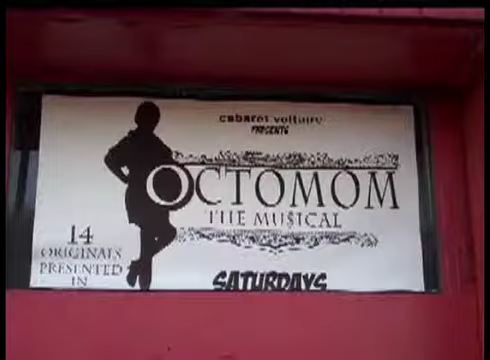 cabaret voltaire
PRESENTS
OCTOMOM
THE MUSICAL
14
ORIGINALS
PRESENTED
IN
SATURDAYS